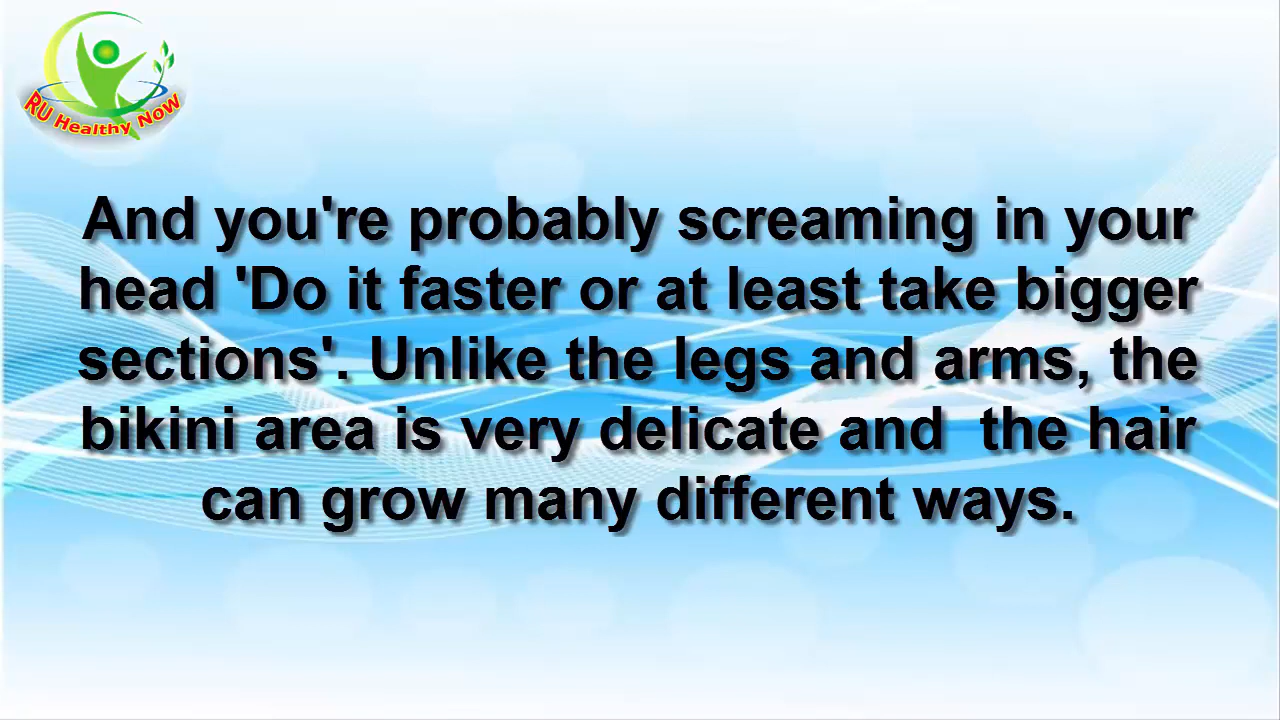 RU Healthy Now
And you're probably screaming in your
head 'Do it faster or at least take bigger
sections'. Unlike the legs and arms, the
bikini area is very delicate and  the hair
can grow many different ways.